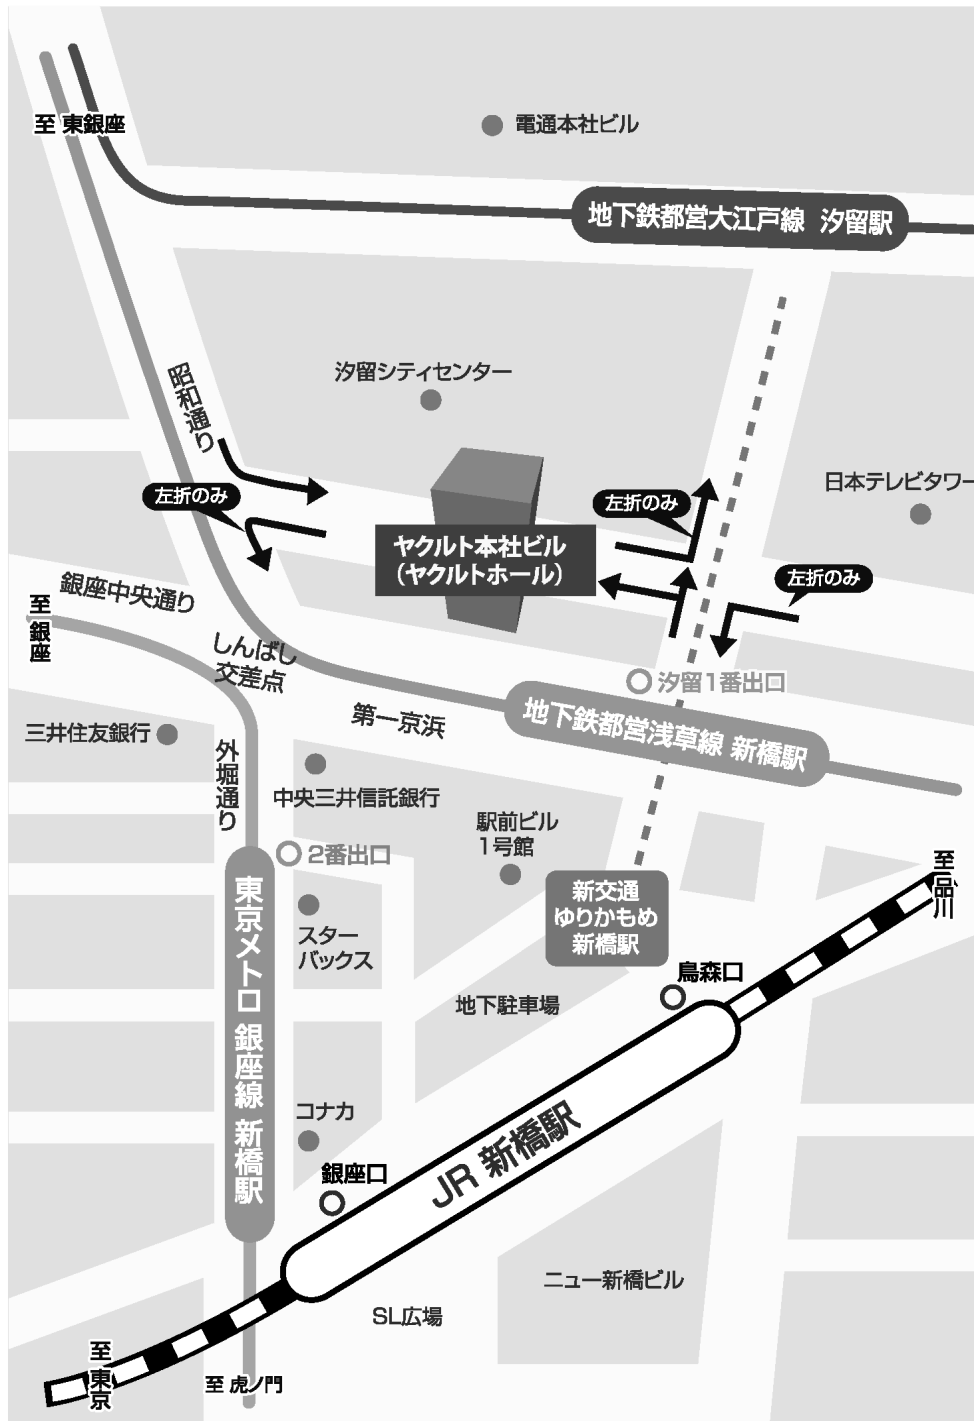 至 東銀座
電通本社ビル
地下鉄都営大江戸線 汐留駅
昭和通り
汐留シティセンター
左折のみ
左折のみ
日本テレビタワー
ヤクルト本社ビル
(ヤクルトホール)
左折のみ
銀座中央通り
至 銀座
しんばし
交差点
汐留1番出口
第一京浜
地下鉄都営浅草線 新橋駅
三井住友銀行
外堀通り
中央三井信託銀行
駅前ビル
1号館
2番出口
至 品川
東京メトロ 銀座線 新橋駅
新交通
ゆりかもめ
新橋駅
スター
バックス
烏森口
地下駐車場
コナカ
銀座口
JR 新橋駅
ニュー新橋ビル
SL広場
至 東京
至 虎ノ門